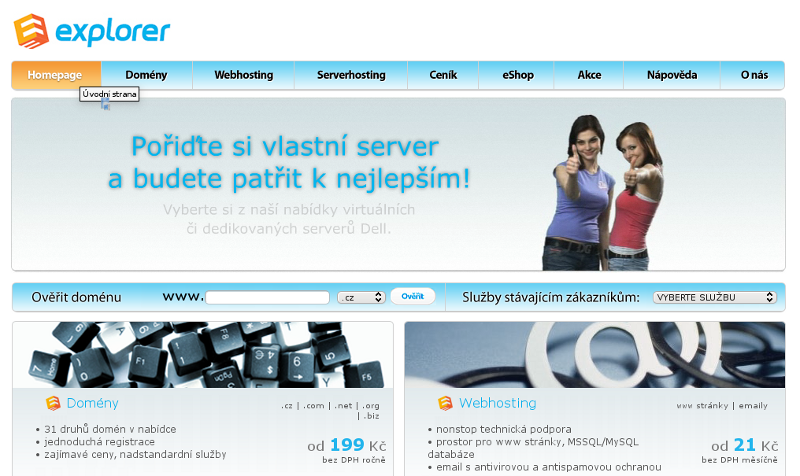 explorer
Homepage Domény Webhosting Serverhosting Ceník eShop Akce Nápověda O nás
Úvodní strana
Pořiďte si vlastní server
a budete patřit k nejlepším!
Vyberte si z naší nabídky virtuálních
či dedikovaných serverů Dell.
Ověřit doménu www. .cz Ověřit Služby stávajícím zákazníkům: VYBERTE SLUŽBU
Domény
.cz | .com | .net | .org
| .biz
• 31 druhů domén v nabídce
• jednoduchá registrace
• zajímavé ceny, nadstandardní služby
od 199 Kč
bez DPH ročně
Webhosting
www stránky | emaily
• nonstop technická podpora
• prostor pro www stránky, MSSQL/MySQL
databáze
• email s antivirovou a antispamovou ochranou
od 21 Kč
bez DPH měsíčně